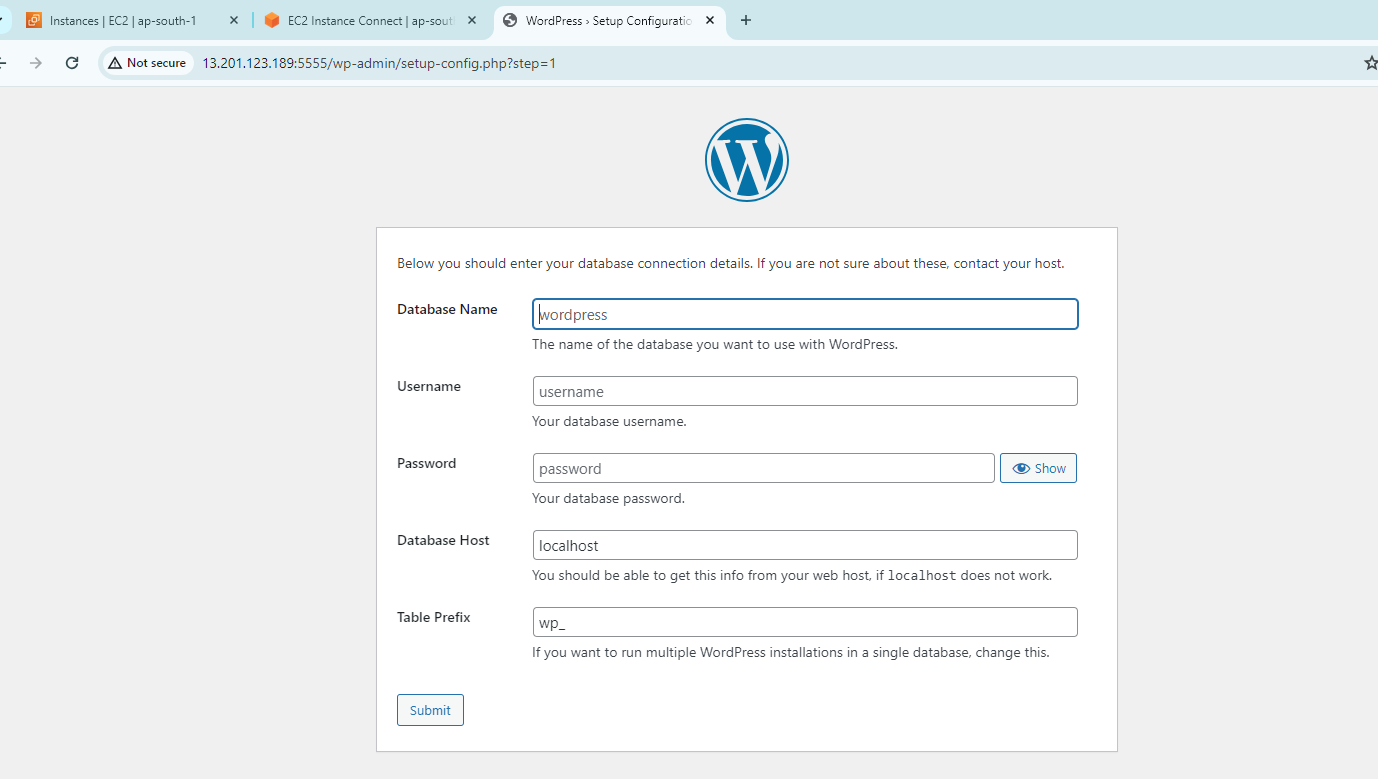 Instances | EC2 | ap-south-1
EC2 Instance Connect | ap-sout
WordPress › Setup Configuratio
Not secure
13.201.123.189:5555/wp-admin/setup-config.php?step=1
Below you should enter your database connection details. If you are not sure about these, contact your host.
Database Name
wordpress
The name of the database you want to use with WordPress.
Username
username
Your database username.
Password
password
Show
Your database password.
Database Host
localhost
You should be able to get this info from your web host, if localhost does not work.
Table Prefix
wp_
If you want to run multiple WordPress installations in a single database, change this.
Submit